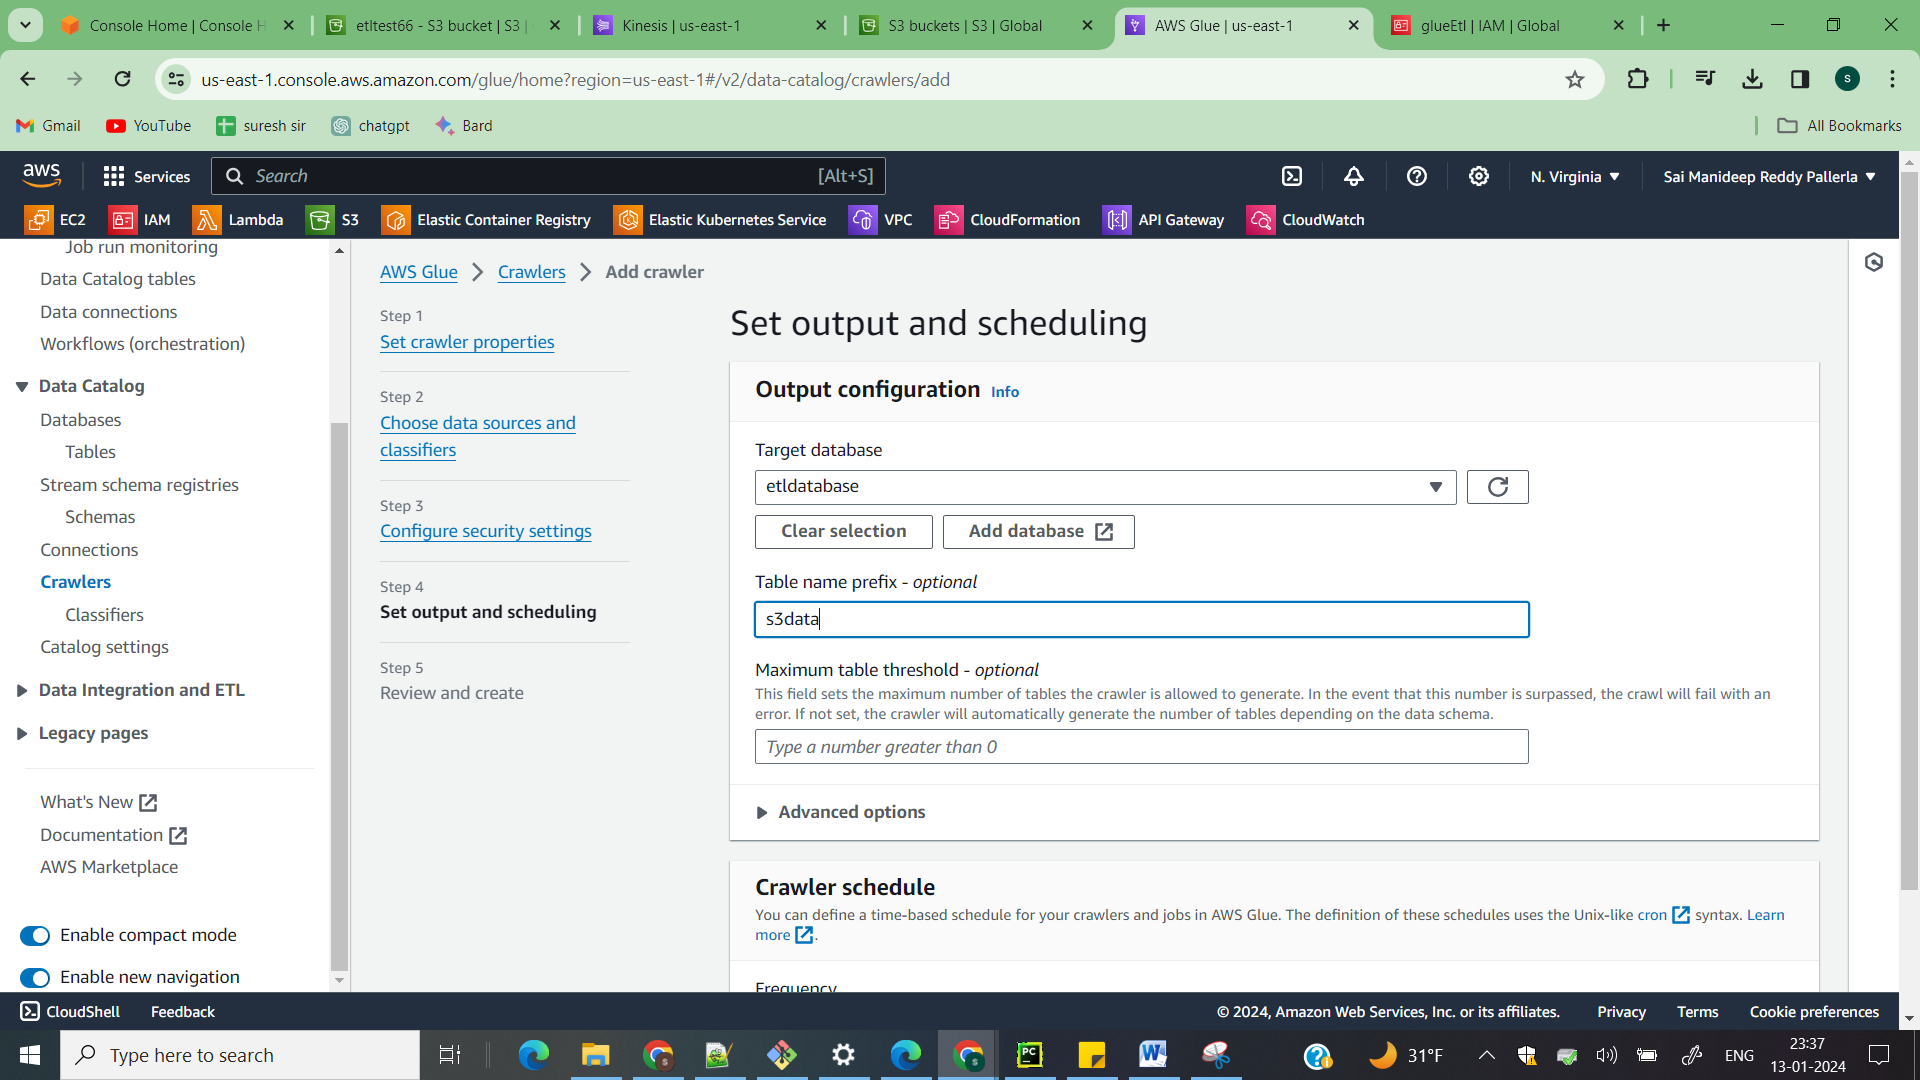 Console Home | Console H
etltest66 - S3 bucket | S3 |
Kinesis | us-east-1
S3 buckets | S3 | Global
AWS Glue | us-east-1
glueEtl | IAM | Global
us-east-1.console.aws.amazon.com/glue/home?region=us-east-1#/v2/data-catalog/crawlers/add
S
Gmail
YouTube
suresh sir
chatgpt
Bard
All Bookmarks
aws
Services
Search
[Alt+S]
N. Virginia
Sai Manideep Reddy Pallerla
EC2
IAM
Lambda
S3
Elastic Container Registry
Elastic Kubernetes Service
VPC
CloudFormation
API Gateway
CloudWatch
Job run monitoring
Data Catalog tables
Data connections
Workflows (orchestration)
Data Catalog
Databases
Tables
Stream schema registries
Schemas
Connections
Crawlers
Classifiers
Catalog settings
Data Integration and ETL
Legacy pages
What's New
Documentation
AWS Marketplace
Enable compact mode
Enable new navigation
AWS Glue
Crawlers
Add crawler
Step 1
Set crawler properties
Step 2
Choose data sources and
classifiers
Step 3
Configure security settings
Step 4
Set output and scheduling
Step 5
Review and create
Set output and scheduling
Output configuration Info
Target database
etldatabase
Clear selection
Add database
Table name prefix - optional
s3data
Maximum table threshold - optional
This field sets the maximum number of tables the crawler is allowed to generate. In the event that this number is surpassed, the crawl will fail with an
error. If not set, the crawler will automatically generate the number of tables depending on the data schema.
Type a number greater than 0
Advanced options
Crawler schedule
You can define a time-based schedule for your crawlers and jobs in AWS Glue. The definition of these schedules uses the Unix-like cron syntax. Learn
more .
Frequency
CloudShell
Feedback
© 2024, Amazon Web Services, Inc. or its affiliates.
Privacy
Terms
Cookie preferences
Type here to search
31°F
ENG
23:37
13-01-2024